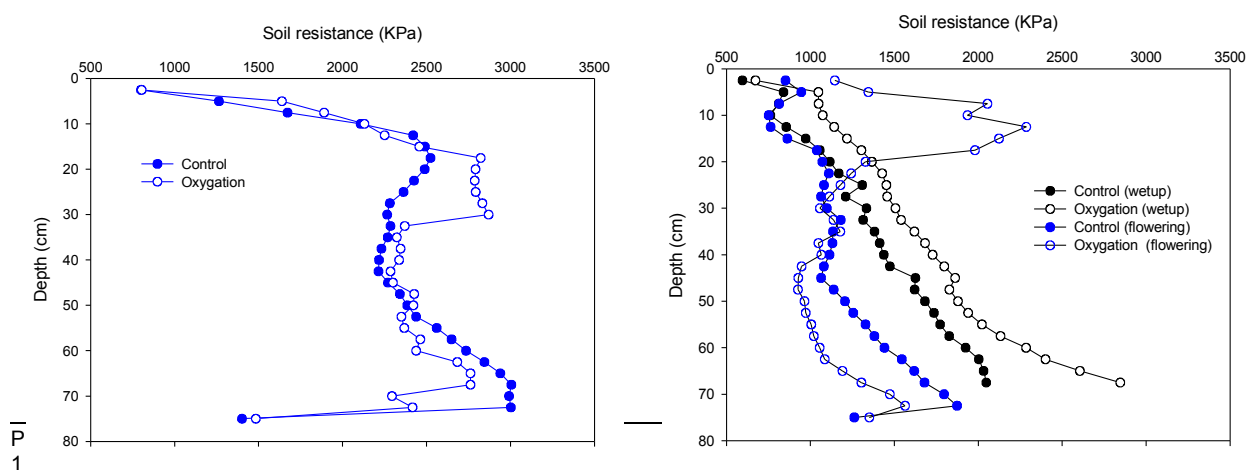 Soil resistance (KPa)
500 1000 1500 2000 2500 3000 3500
0
10
20
30
40
50
60
70
80
Depth (cm)
Control
Oxygation
P
1
Soil resistance (KPa)
500 1000 1500 2000 2500 3000 3500
0
10
20
30
40
50
60
70
80
Depth (cm)
Control (wetup)
Oxygation (wetup)
Control (flowering)
Oxygation (flowering)